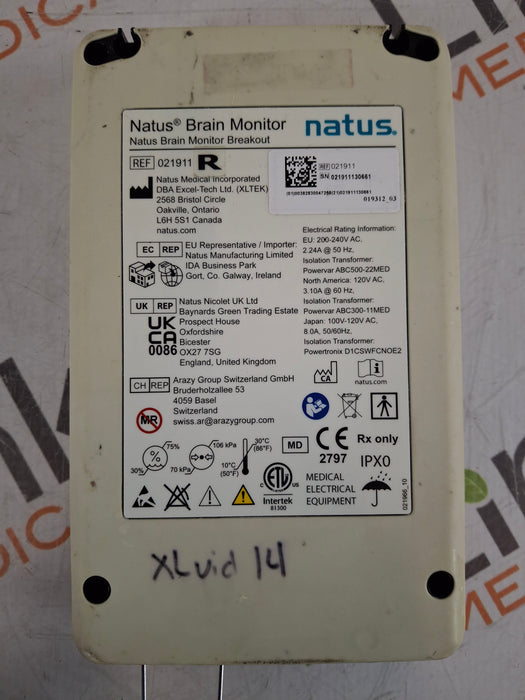 Natus® Brain Monitor
natus.
Natus Brain Monitor Breakout
REF 021911 R
REF 021911
SN 021911130661
019312_03
Natus Medical Incorporated
DBA Excel-Tech Ltd. (XLTEK)
2568 Bristol Circle
Oakville, Ontario
L6H 5S1 Canada
natus.com
EC REP
EU Representative / Importer:
Natus Manufacturing Limited
IDA Business Park
Gort, Co. Galway, Ireland
UK REP
Natus Nicolet UK Ltd
Baynards Green Trading Estate
Prospect House
Oxfordshire
Bicester
OX27 7SG
England, United Kingdom
UK
CA
0086
CH REP
Arazy Group Switzerland GmbH
Bruderholzallee 53
4059 Basel
Switzerland
swiss.ar@arazygroup.com
MR
Electrical Rating Information:
EU: 200-240V AC,
2.24A @ 50 Hz,
Isolation Transformer:
Powervar ABC500-22MED
North America: 120V AC,
3.10A @ 60 Hz,
Isolation Transformer:
Powervar ABC300-11MED
Japan: 100V-120V AC,
8.0A, 50/60Hz,
Isolation Transformer:
Powertronix D1CSWFCNOE2
CA
natus.com
30% % 75%
70 kPa 106 kPa
10°C
(50°F)
30°C
(86°F)
MD
CE
2797
Rx only
IPX0
C ETL US
Intertek
81300
MEDICAL
ELECTRICAL
EQUIPMENT
021966_10
XLvid 14